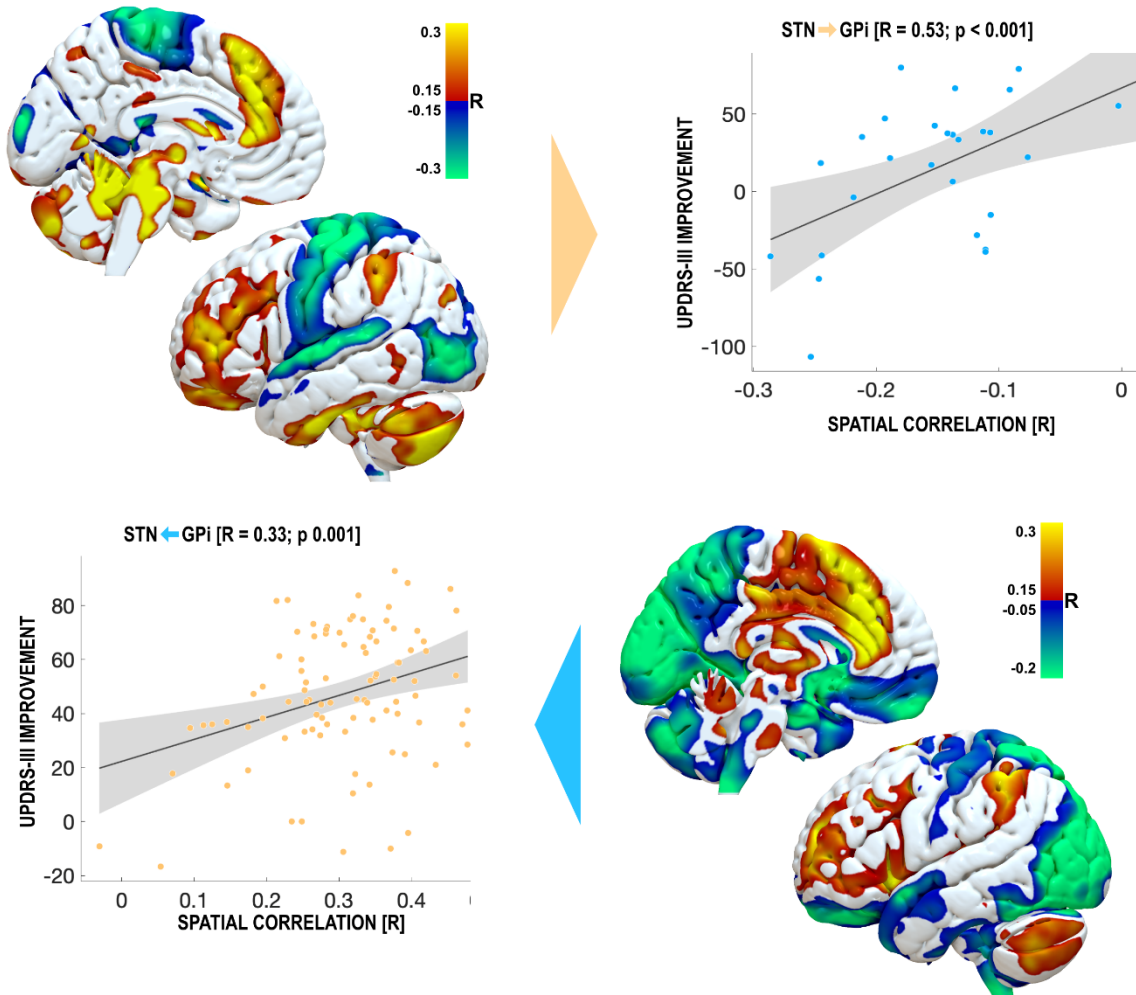 0.3
0.15
-0.15
R
-0.3
STN → GPi [R = 0.53; p < 0.001]
UPDRS-III IMPROVEMENT
50
0
-50
-100
-0.3 -0.2 -0.1 0
SPATIAL CORRELATION [R]
STN ← GPi [R = 0.33; p 0.001]
UPDRS-III IMPROVEMENT
80
60
40
20
0
-20
0 0.1 0.2 0.3 0.4
SPATIAL CORRELATION [R]
0.3
0.15
-0.05
R
-0.2